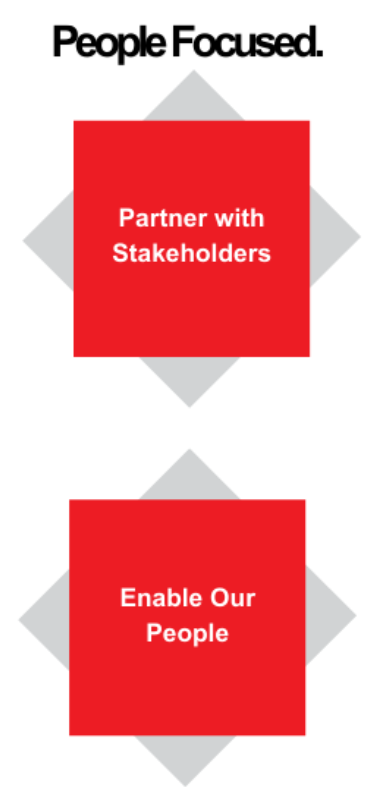 People Focused.
Partner with
Stakeholders
Enable Our
People